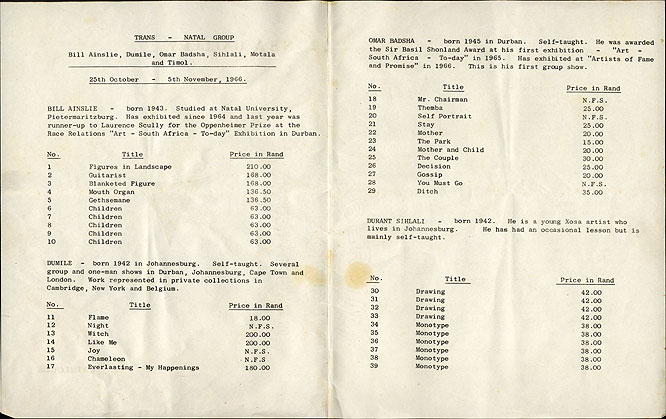 TRANS - NATAL GROUP
Bill Ainslie, Dumile, Omar Badsha, Sihlali, Motala
and Timol.
25th October - 5th November, 1966.
BILL AINSLIE - born 1943. Studied at Natal University,
Pietermaritzburg. Has exhibited since 1964 and last year was
runner-up to Laurence Scully for the Oppenheimer Prize at the
Race Relations "Art - South Africa - To-day" Exhibition in Durban.
No. Title Price in Rand
1 Figures in Landscape 210.00
2 Guitarist 168.00
3 Blanketed Figure 168.00
4 Mouth Organ 136.50
5 Gethsemane 136.50
6 Children 63.00
7 Children 63.00
8 Children 63.00
9 Children 63.00
10 Children 63.00
DUMILE - born 1942 in Johannesburg. Self-taught. Several
group and one-man shows in Durban, Johannesburg, Cape Town and
London. Work represented in private collections in
Cambridge, New York and Belgium.
No. Title Price in Rand
11 Flame 18.00
12 Night N.F.S.
13 Witch 200.00
14 Like Me 200.00
15 Joy N.F.S.
16 Chameleon N.F.S
17 Everlasting - My Happenings 180.00
OMAR BADSHA - born 1945 in Durban. Self-taught. He was awarded
the Sir Basil Shonland Award at his first exhibition - "Art -
South Africa - To-day" in 1965. Has exhibited at "Artists of Fame
and Promise" in 1966. This is his first group show.
No. Title Price in Rand
18 Mr. Chairman N.F.S.
19 Themba 25.00
20 Self Portrait N.F.S.
21 Stay 25.00
22 Mother 20.00
23 The Park 15.00
24 Mother and Child 20.00
25 The Couple 30.00
26 Decision 25.00
27 Gossip 20.00
28 You Must Go N.F.S.
29 Ditch 35.00
DURANT SIHLALI - born 1942. He is a young Xosa artist who
lives in Johannesburg. He has had an occasional lesson but is
mainly self-taught.
No. Title Price in Rand
30 Drawing 42.00
31 Drawing 42.00
32 Drawing 42.00
33 Drawing 42.00
34 Monotype 38.00
35 Monotype 38.00
36 Monotype 38.00
37 Monotype 38.00
38 Monotype 38.00
39 Monotype 38.00